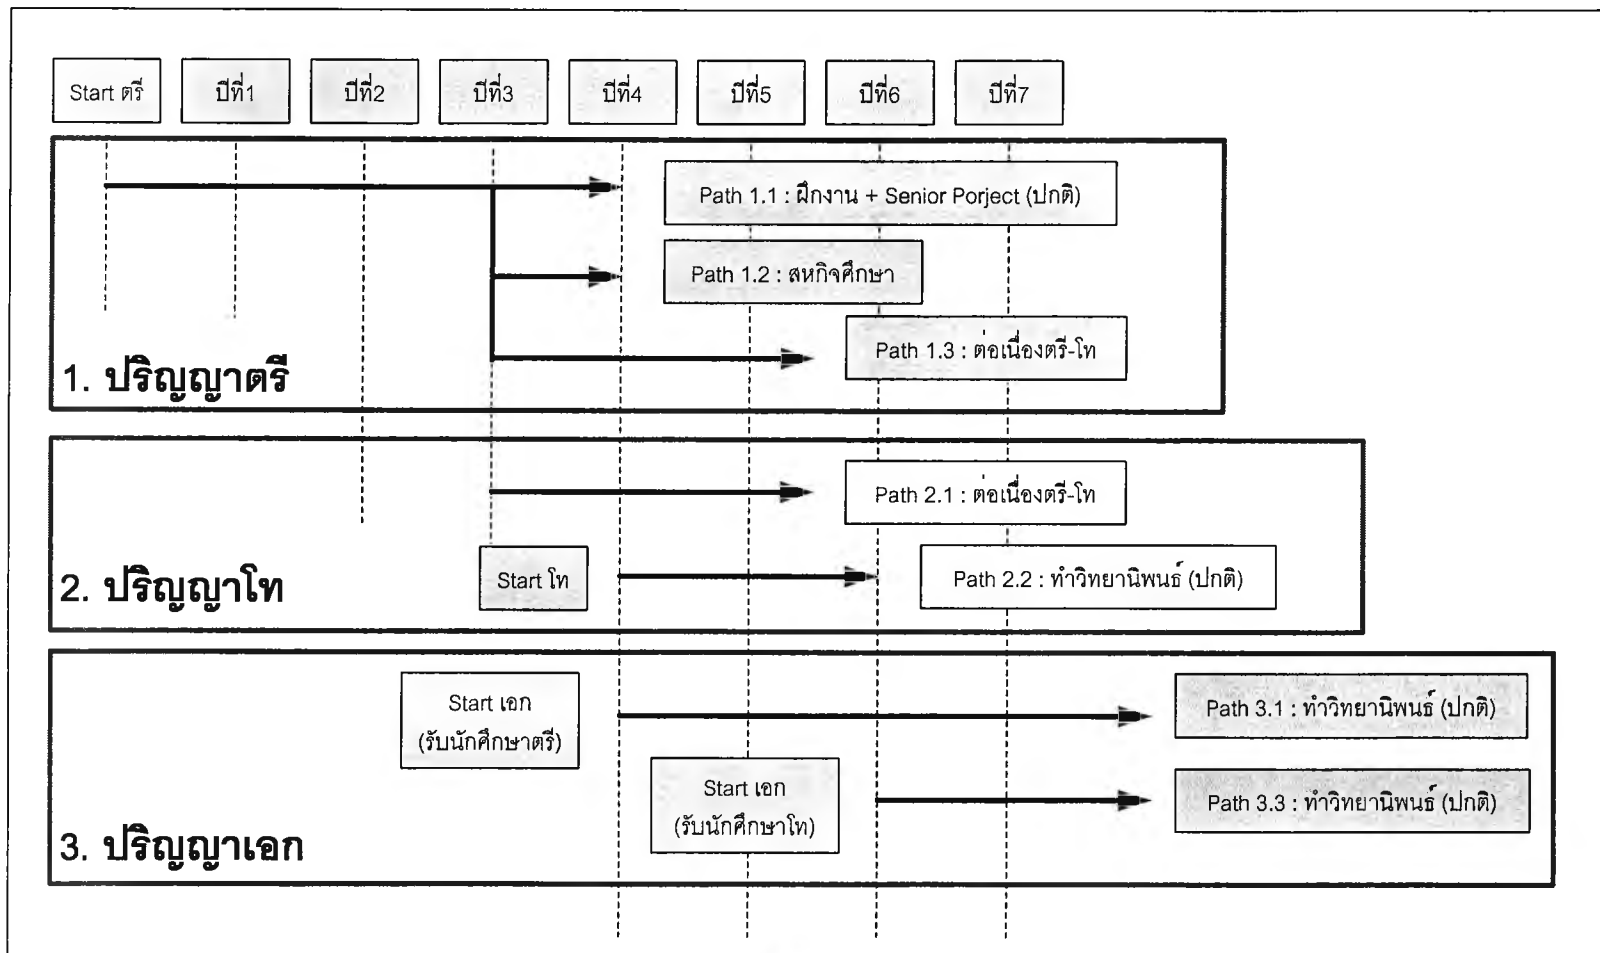 Start ตรี
ปีที่1
ปีที่2
ปีที่3
ปีที่4
ปีที่5
ปีที่6
ปีที่7
Path 1.1 : ฝึกงาน + Senior Porject (ปกติ)
Path 1.2 : สหกิจศึกษา
Path 1.3 : ต่อเนื่องตรี-โท
1. ปริญญาตรี
Path 2.1 : ต่อเนื่องตรี-โท
Start โท
Path 2.2 : ทำวิทยานิพนธ์ (ปกติ)
2. ปริญญาโท
Start เอก
(รับนักศึกษาตรี)
Path 3.1 : ทำวิทยานิพนธ์ (ปกติ)
Start เอก
(รับนักศึกษาโท)
Path 3.3 : ทำวิทยานิพนธ์ (ปกติ)
3. ปริญญาเอก